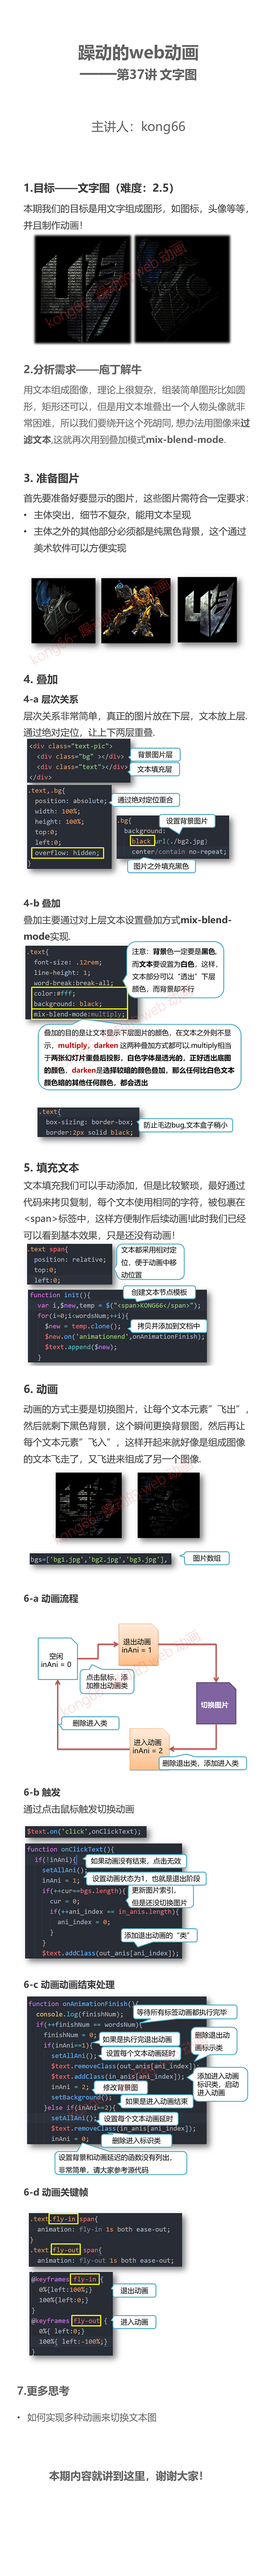 躁动的web动画
———第37讲 文字图
主讲人：kong66
1.目标——文字图（难度：2.5）
本期我们的目标是用文字组成图形，如图标，头像等等，
并且制作动画！
2.分析需求——庖丁解牛
用文本组成图像，理论上很复杂，组装简单图形比如圆
形，矩形还可以，但是用文本堆叠出一个人物头像就非
常困难，所以我们要绕开这个死胡同，想办法用图像来过
滤文本,这就再次用到叠加模式mix-blend-mode.
3. 准备图片
首先要准备好要显示的图片，这些图片需符合一定要求：
• 主体突出，细节不复杂，能用文本呈现
• 主体之外的其他部分必须都是纯黑色背景，这个通过
美术软件可以方便实现
kong66- 躁动的web 动画
4. 叠加
4-a 层次关系
层次关系非常简单，真正的图片放在下层，文本放上层.
通过绝对定位，让上下两层重叠.
<div class="text-pic">
<div class="bg" ></div>
<div class="text"></div>
</div>
背景图片层
文本填充层
.text,.bg{
position: absolute;
width: 100%;
height: 100%;
top:0;
left:0;
overflow: hidden;
}
通过绝对定位重合
设置背景图片
.bg{
background:
black url(./bg2.jpg)
center/contain no-repeat;
图片之外填充黑色
4-b 叠加
叠加主要通过对上层文本设置叠加方式mix-blend-
mode实现.
.text{
font-size: .12rem;
line-height: 1;
word-break:break-all;
color:#fff;
background: black;
mix-blend-mode:multiply;
注意：背景色一定要是黑色,
而文本要设置为白色，这样，
文本部分可以“透出”下层
颜色，而背景却不行
叠加的目的是让文本显示下层图片的颜色，在文本之外则不显
示，multiply，darken 这两种叠加方式都可以.multiply相当
于两张幻灯片重叠后投影，白色字体是透光的，正好透出底图
的颜色，darken是选择较暗的颜色叠加，那么任何比白色文本
颜色暗的其他任何颜色，都会透出
.text{
box-sizing: border-box;
border:2px solid black;
防止毛边bug,文本盒子稍小
5. 填充文本
文本填充我们可以手动添加，但是比较繁琐，最好通过
代码来拷贝复制，每个文本使用相同的字符，被包裹在
<span>标签中，这样方便制作后续动画!此时我们已经
可以看到基本效果，只是还没有动画！
.text span{
position: relative;
top:0;
left:0;
文本都采用相对定
位，便于动画中移
动位置
创建文本节点模板
function init(){
var i,$new,temp = $("<span>KONG66</span>");
for(i=0;i<wordsNum;++i){
$new = temp.clone();
拷贝并添加到文档中
$new.on('animationend',onAnimationFinish);
$text.append($new);
}
6. 动画
动画的方式主要是切换图片，让每个文本元素”飞出”，
然后就剩下黑色背景，这个瞬间更换背景图，然后再让
每个文本元素”飞入”，这样开起来就好像是组成图像
的文本飞走了，又飞进来组成了另一个图像.
bgs=['bg1.jpg','bg2.jpg','bg3.jpg'],
图片数组
6-a 动画流程
空闲
inAni = 0
退出动画
inAni = 1
点击鼠标，添
加推出动画类
切换图片
删除进入类
进入动画
inAni = 2
删除退出类，添加进入类
6-b 触发
通过点击鼠标触发切换动画
$text.on('click',onClickText);
function onClickText(){
if(!inAni){
如果动画没有结束，点击无效
setAllAni();
inAni = 1;
设置动画状态为1，也就是退出阶段
if(++cur==bgs.length){
cur = 0;
更新图片索引，
但是还没切换图片
if(++ani_index == in_anis.length){
ani_index = 0;
}
}
添加退出动画的“类”
$text.addClass(out_anis[ani_index]);
6-c 动画动画结束处理
function onAnimationFinish(){
console.log(finishNum);
等待所有标签动画都执行完毕
if(++finishNum == wordsNum){
finishNum = 0;
如果是执行完退出动画
删除退出动
画标示类
if(inAni==1){
setAllAni();
设置每个文本动画延时
$text.removeClass(out_anis[ani_index]);
$text.addClass(in_anis[ani_index]);
添加进入动画
标识类，启动
进入动画
inAni = 2;
修改背景图
setBackground();
如果是进入动画结束
}else if(inAni==2){
setAllAni();
设置每个文本动画延时
$text.removeClass(in_anis[ani_index]);
inAni = 0;
删除进入标识类
设置背景和动画延迟的函数没有列出，
非常简单，请大家参考源代码
6-d 动画关键帧
.text.fly-in span{
animation: fly-in 1s both ease-out;
}
.text.fly-out span{
animation: fly-out 1s both ease-out;
@keyframes fly-in {
0%{left:100%;}
100%{left:0;}
}
退出动画
@keyframes fly-out {
0%{ left:0;}
100%{ left:-100%;}
}
进入动画
7.更多思考
• 如何实现多种动画来切换文本图
本期内容就讲到这里，谢谢大家！